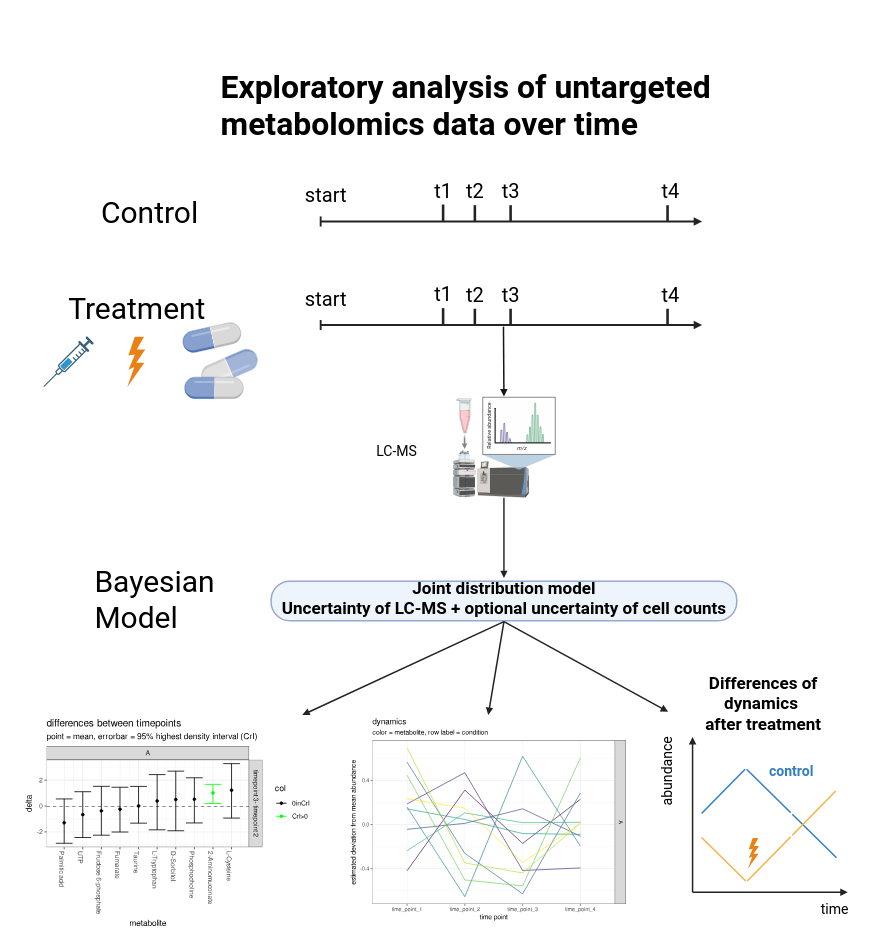 Exploratory analysis of untargeted
metabolomics data over time
Control
start t1 t2 t3 t4
Treatment
start t1 t2 t3 t4
LC-MS
Relative abundance
m/z
Bayesian
Model
Joint distribution model
Uncertainty of LC-MS + optional uncertainty of cell counts
differences between timepoints
point = mean, errorbar = 95% highest density interval (CrI)
A
delta
2
0
-2
timepoint 3 - timepoint 2
col
0inCrI
CrI>0
Palmitic acid
UTP
Fructose 6-phosphate
Fumarate
Taurine
L-Tryptophan
D-Sorbitol
Phosphocholine
2-Aminomuconate
L-Cysteine
metabolite
dynamics
color = metabolite, row label = condition
estimated deviation from mean abundance
0.4
0.0
-0.4
A
time_point_1 time_point_2 time_point_3 time_point_4
time point
Differences of
dynamics
after treatment
abundance
control
time